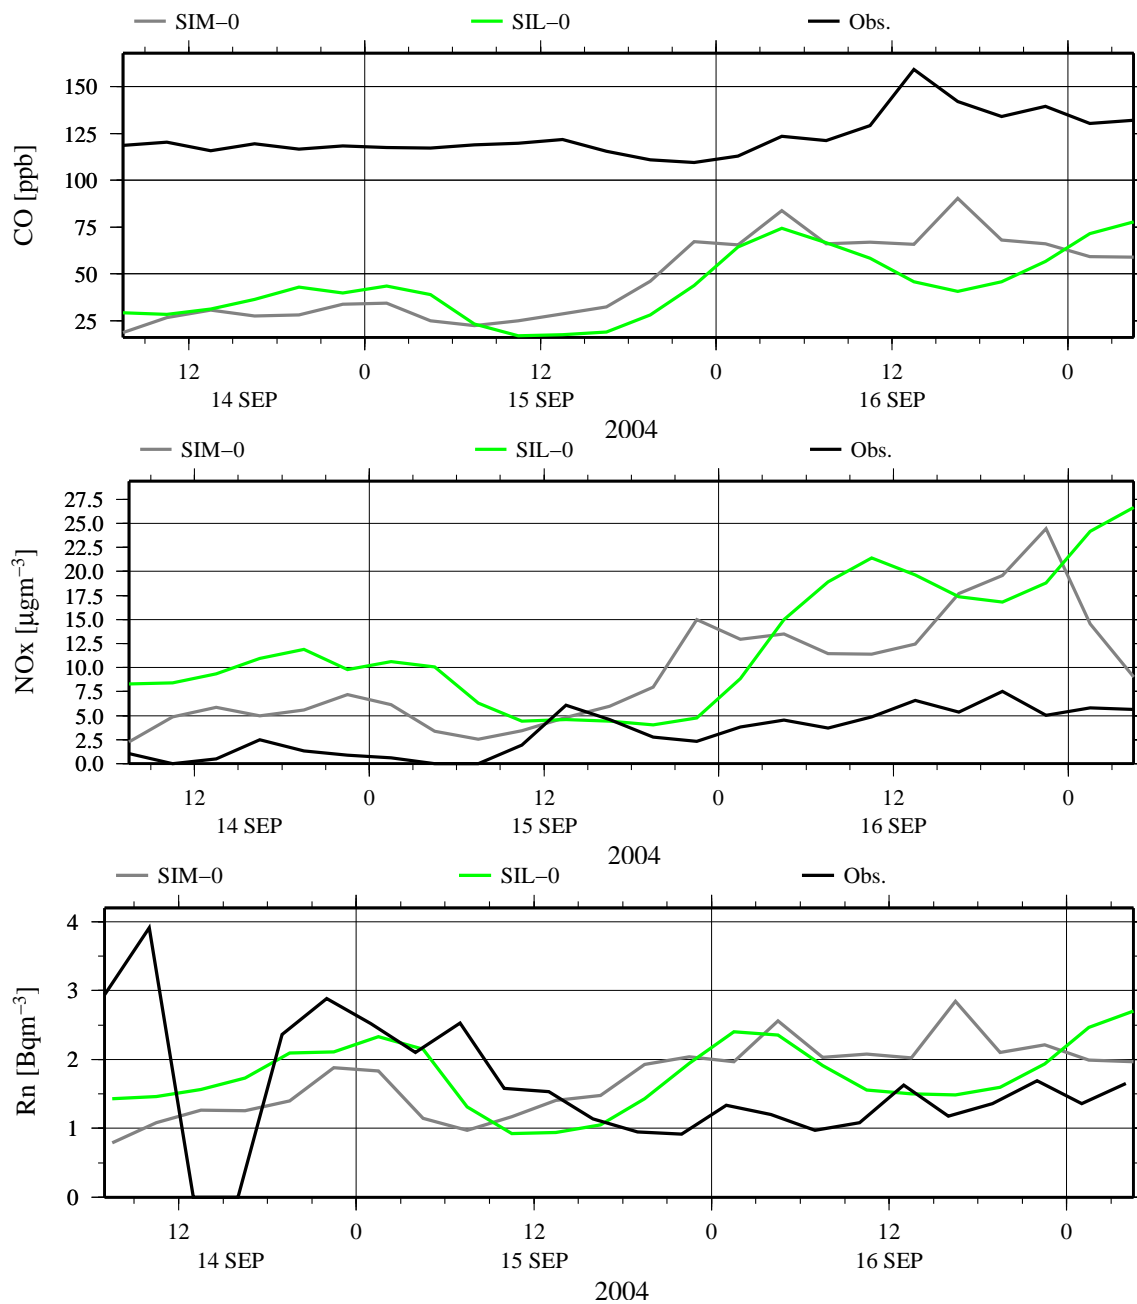 SIM−0 SIL−0 Obs.
150
125
100
75
50
25
CO [ppb]
12 0 12 0 12 0
14 SEP 15 SEP 16 SEP
2004
SIM−0 SIL−0 Obs.
27.5
25.0
22.5
20.0
17.5
15.0
12.5
10.0
7.5
5.0
2.5
0.0
NOx [µgm⁻³]
12 0 12 0 12 0
14 SEP 15 SEP 16 SEP
2004
SIM−0 SIL−0 Obs.
4
3
2
1
0
Rn [Bqm⁻³]
12 0 12 0 12 0
14 SEP 15 SEP 16 SEP
2004